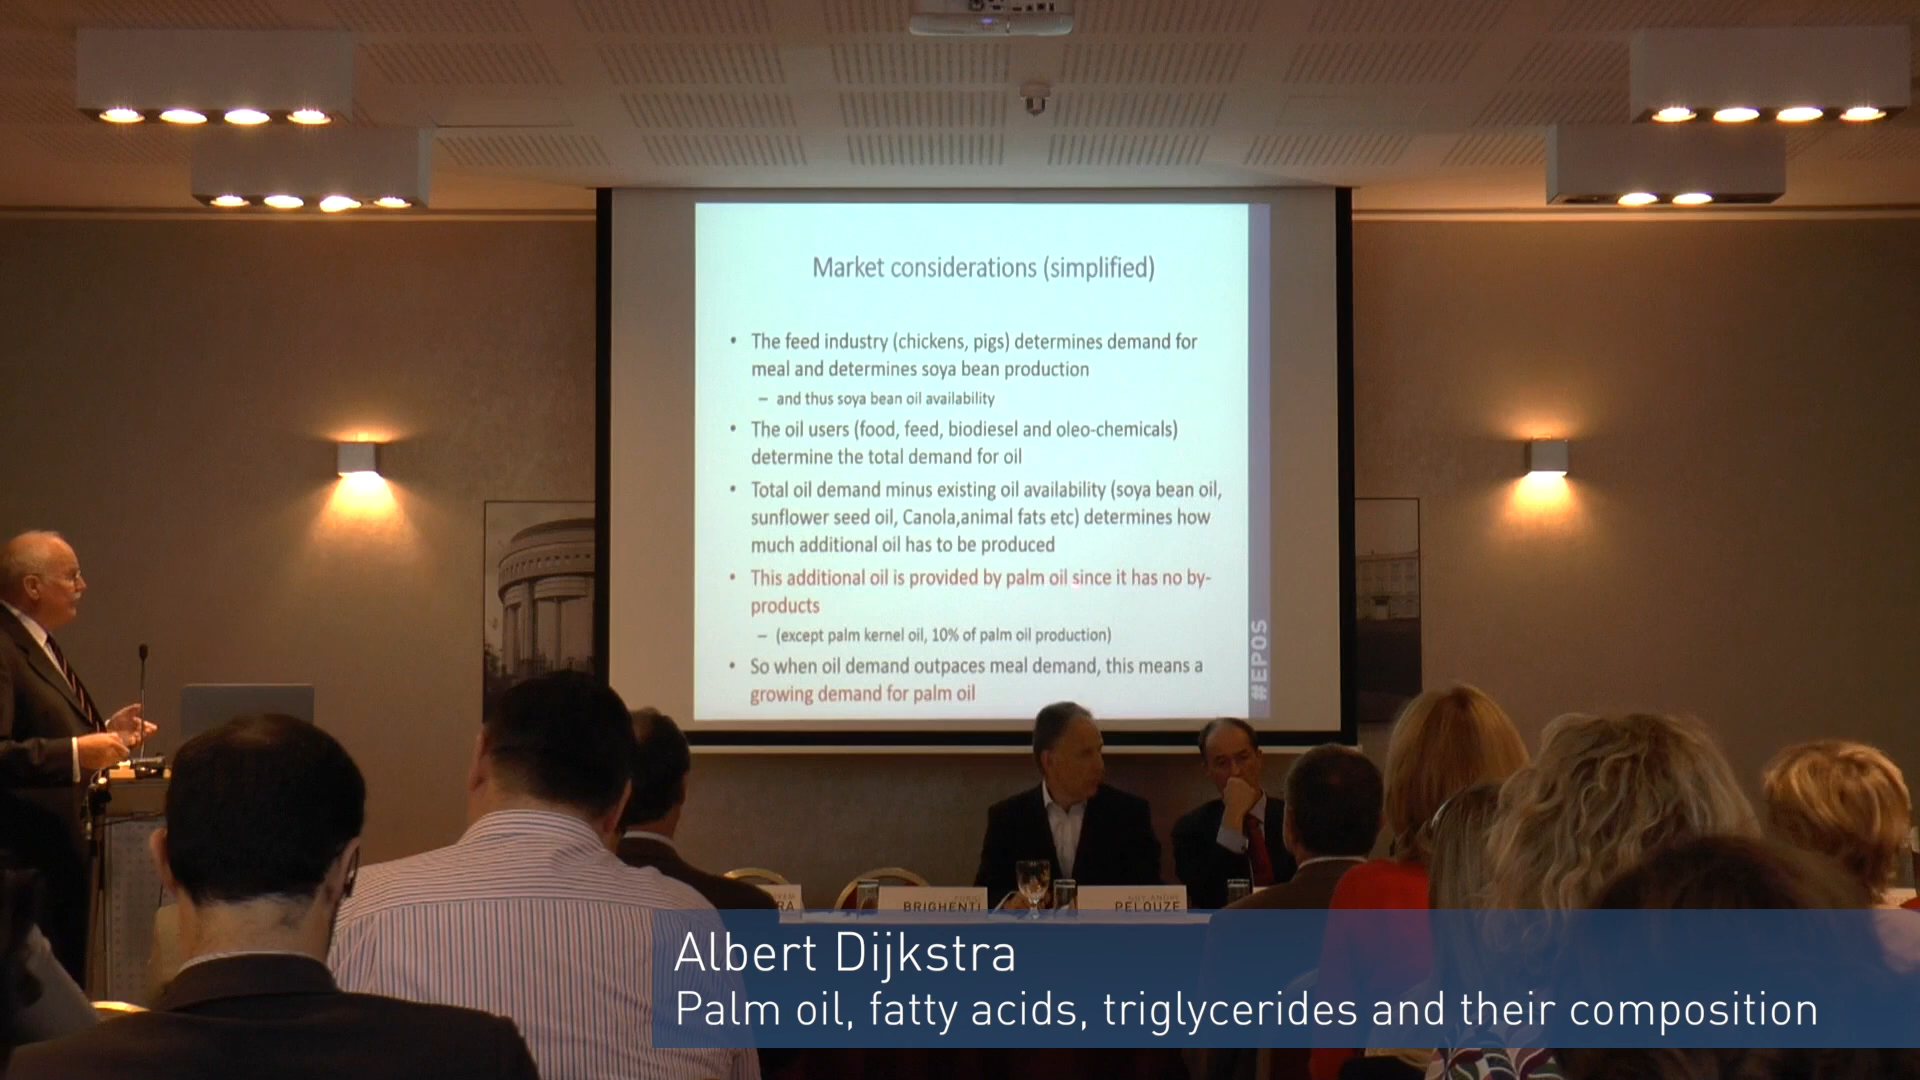 Market considerations (simplified)
• The feed industry (chickens, pigs) determines demand for
meal and determines soya bean production
– and thus soya bean oil availability
• The oil users (food, feed, biodiesel and oleo-chemicals)
determine the total demand for oil
• Total oil demand minus existing oil availability (soya bean oil,
sunflower seed oil, Canola,animal fats etc) determines how
much additional oil has to be produced
• This additional oil is provided by palm oil since it has no by-
products
– (except palm kernel oil, 10% of palm oil production)
• So when oil demand outpaces meal demand, this means a
growing demand for palm oil
#EPOS
RA
BRIGHENTI
PELOUZE
Albert Dijkstra
Palm oil, fatty acids, triglycerides and their composition